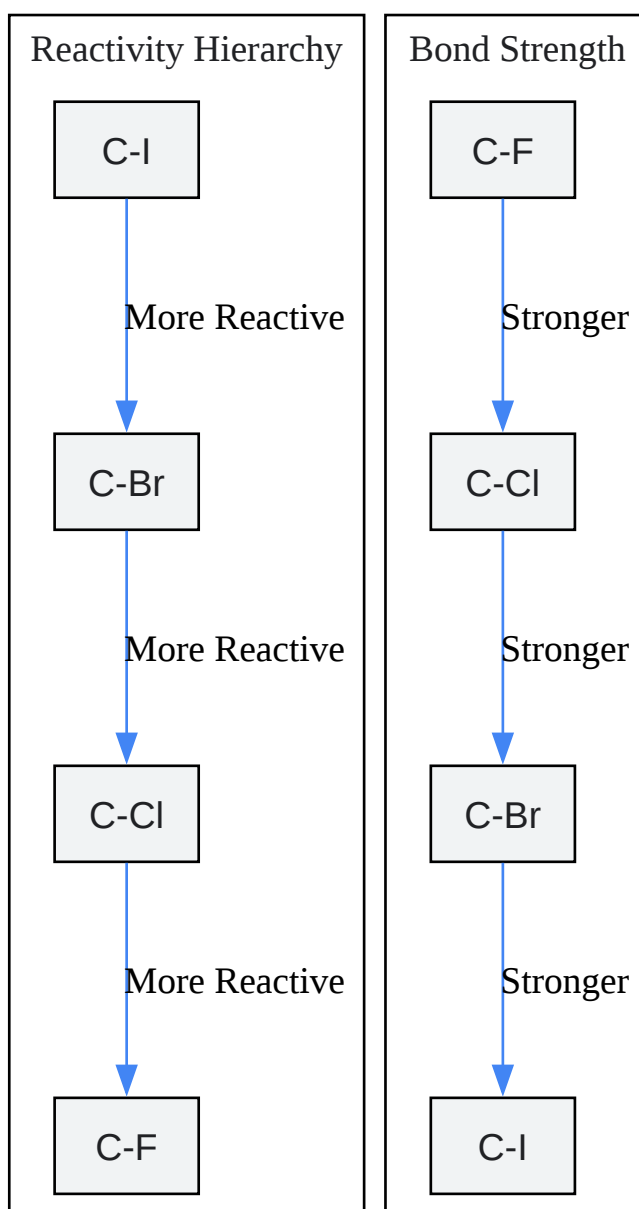 Reactivity Hierarchy
C-I
More Reactive
C-Br
More Reactive
C-Cl
More Reactive
C-F
Bond Strength
C-F
Stronger
C-Cl
Stronger
C-Br
Stronger
C-I